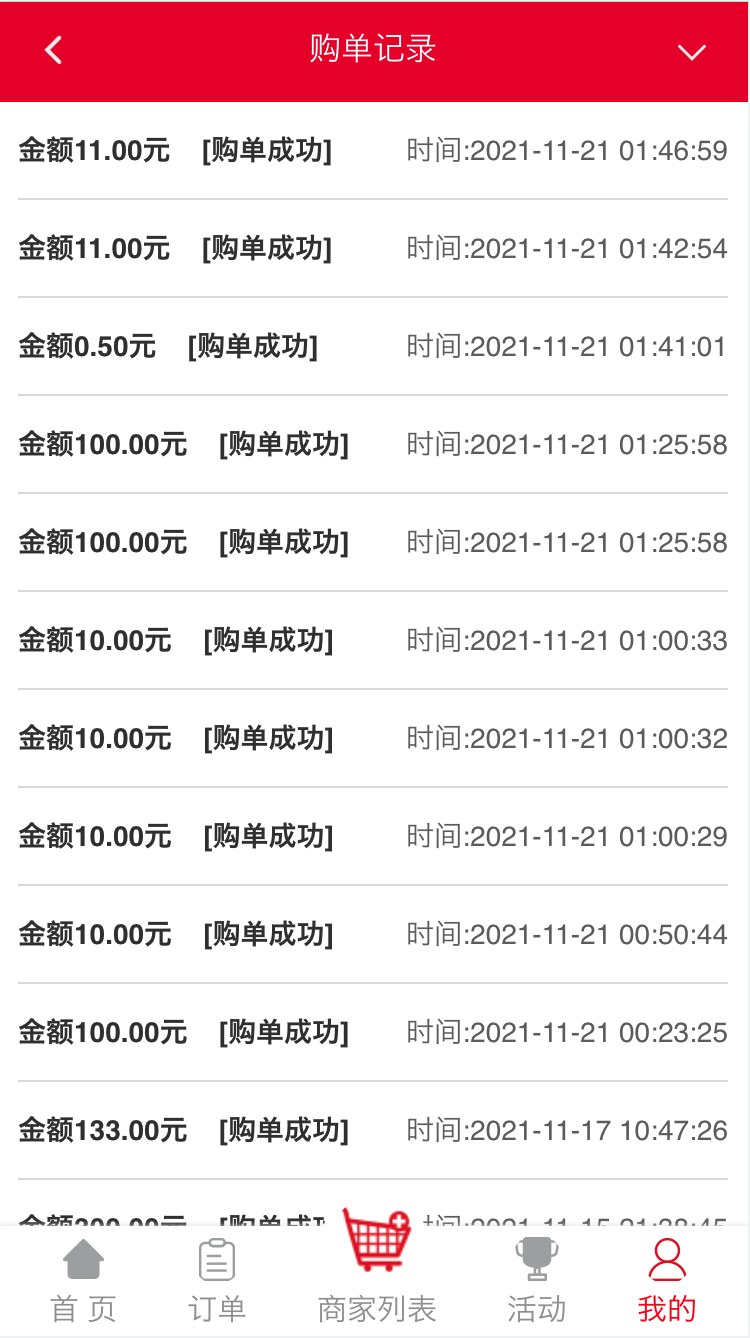 购单记录
金额11.00元 [购单成功] 时间:2021-11-21 01:46:59
金额11.00元 [购单成功] 时间:2021-11-21 01:42:54
金额0.50元 [购单成功] 时间:2021-11-21 01:41:01
金额100.00元 [购单成功] 时间:2021-11-21 01:25:58
金额100.00元 [购单成功] 时间:2021-11-21 01:25:58
金额10.00元 [购单成功] 时间:2021-11-21 01:00:33
金额10.00元 [购单成功] 时间:2021-11-21 01:00:32
金额10.00元 [购单成功] 时间:2021-11-21 01:00:29
金额10.00元 [购单成功] 时间:2021-11-21 00:50:44
金额100.00元 [购单成功] 时间:2021-11-21 00:23:25
金额133.00元 [购单成功] 时间:2021-11-17 10:47:26
首 页 订单 商家列表 活动 我的